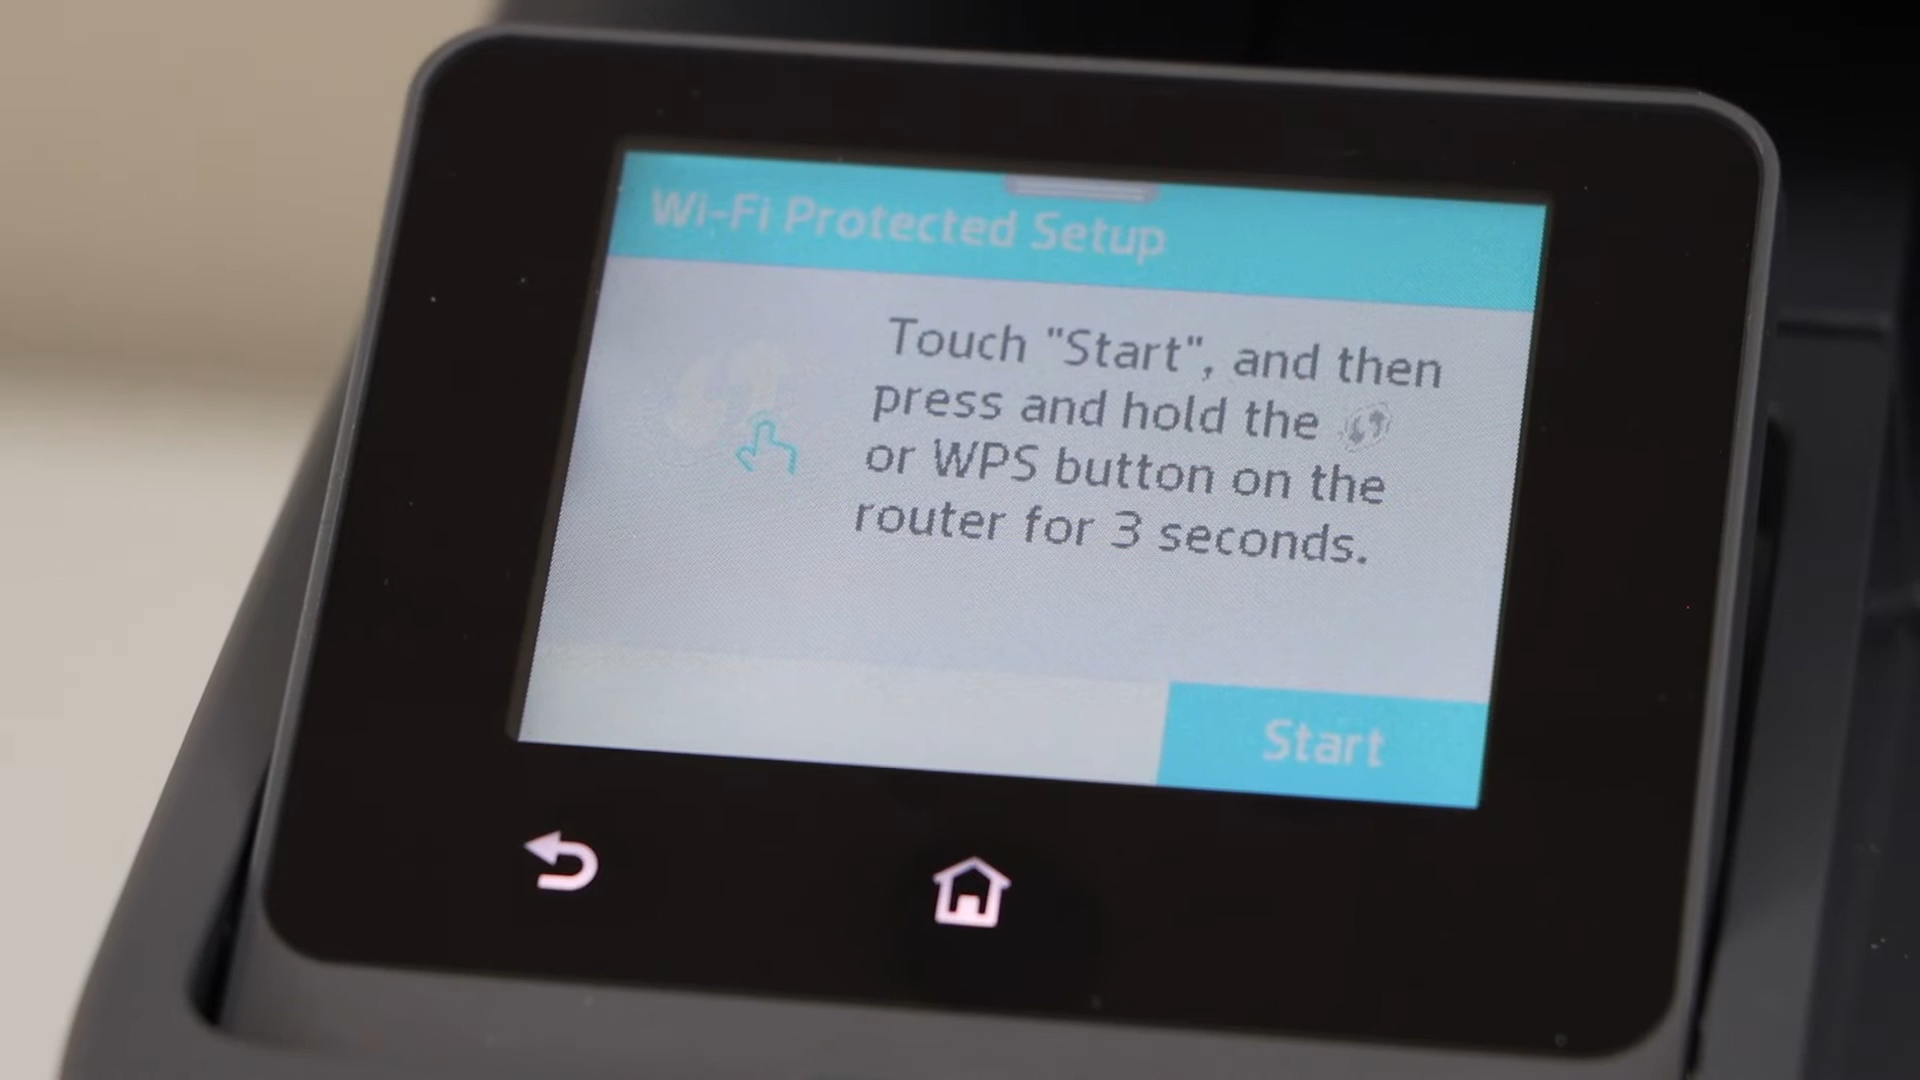 Wi-Fi Protected Setup
Touch "Start", and then
press and hold the
or WPS button on the
router for 3 seconds.
Start